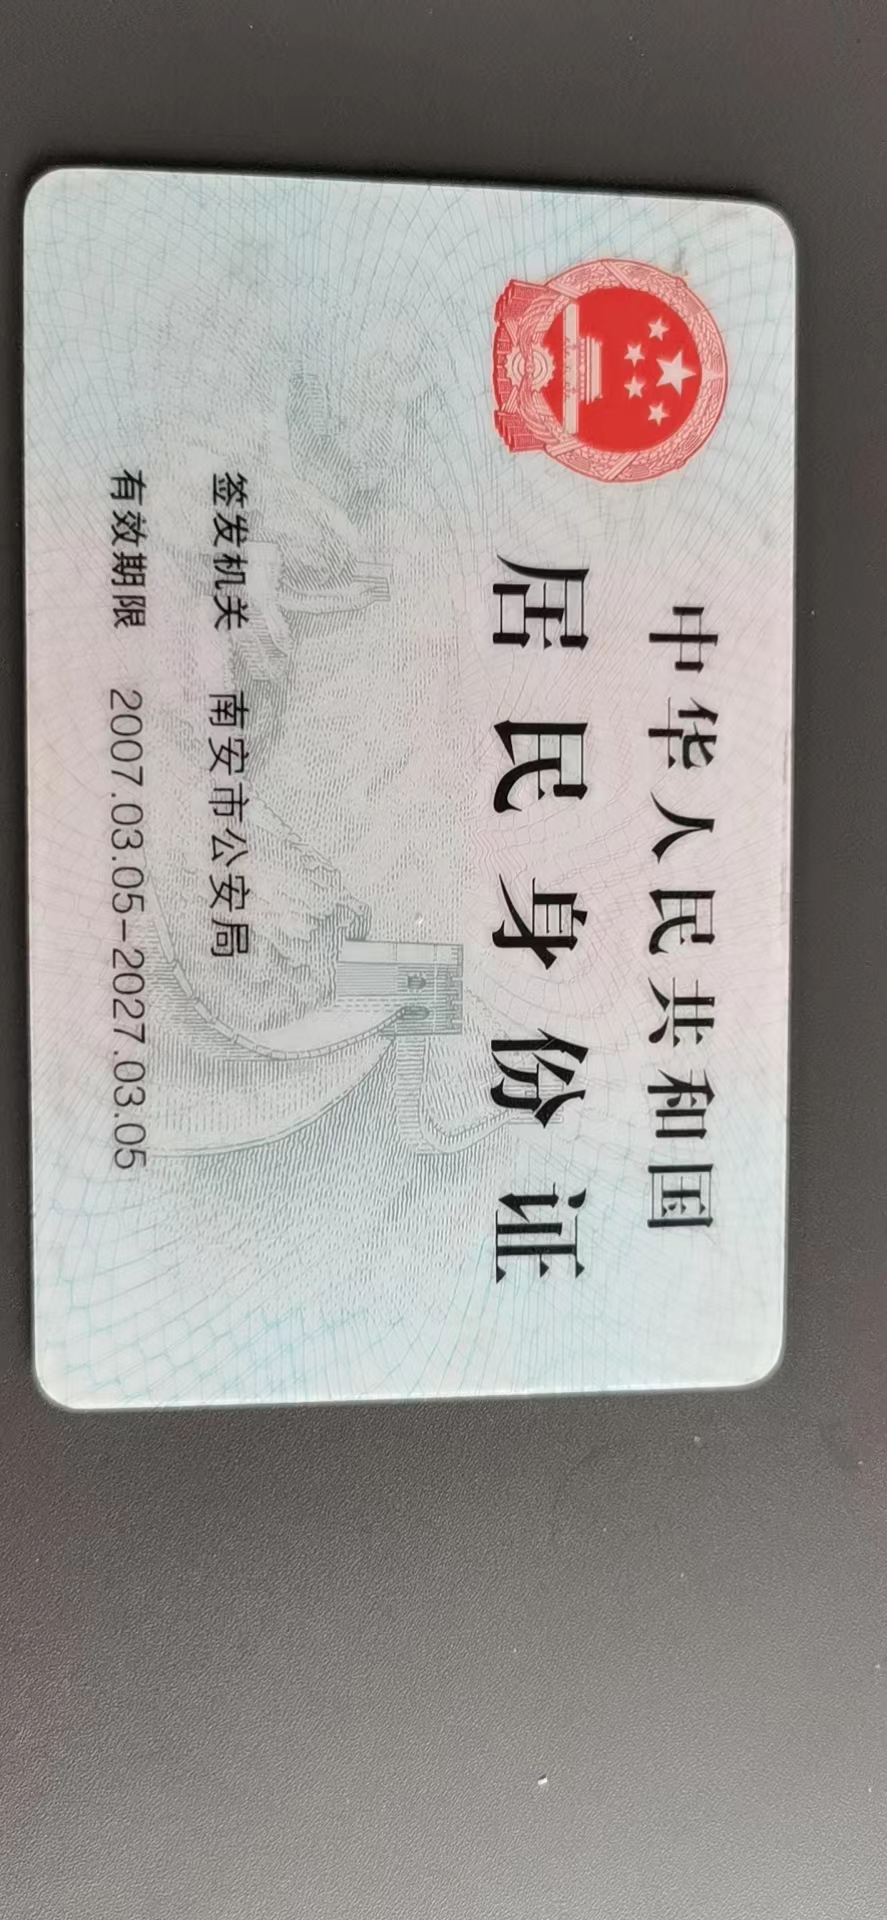 中华人民共和国
居民身份证
签发机关 南安市公安局
有效期限 2007.03.05-2027.03.05